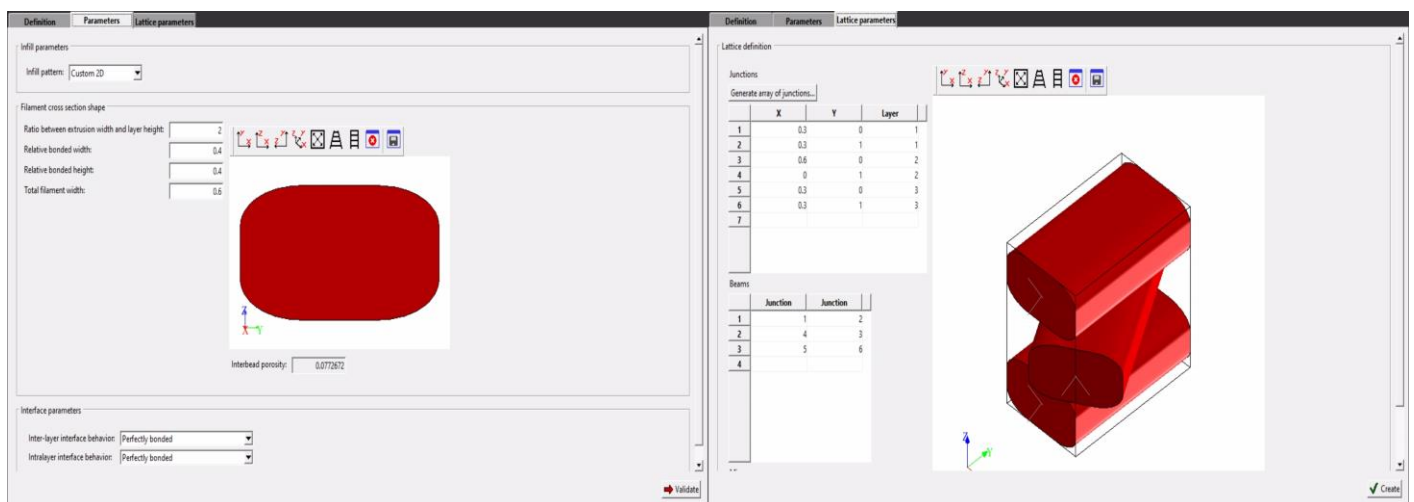 Definition Parameters Lattice parameters
Infill parameters
Infill pattern: Custom 2D
Filament cross section shape
Ratio between extrusion width and layer height: 2
Relative bonded width: 0.4
Relative bonded height: 0.4
Total filament width: 0.6
Y X Z X Z Y Z X Y
Z
X Y
Interbead porosity: 0.0772672
Interface parameters
Inter-layer interface behavior: Perfectly bonded
Intralayer interface behavior: Perfectly bonded
Validate
Definition Parameters Lattice parameters
Lattice definition
Junctions
Generate array of junctions...
X Y Layer
1 0.3 0 1
2 0.3 1 1
3 0.6 0 2
4 0 1 2
5 0.3 0 3
6 0.3 1 3
7
Beams
Junction Junction
1 1 2
2 4 3
3 5 6
4
Z
Y
Create